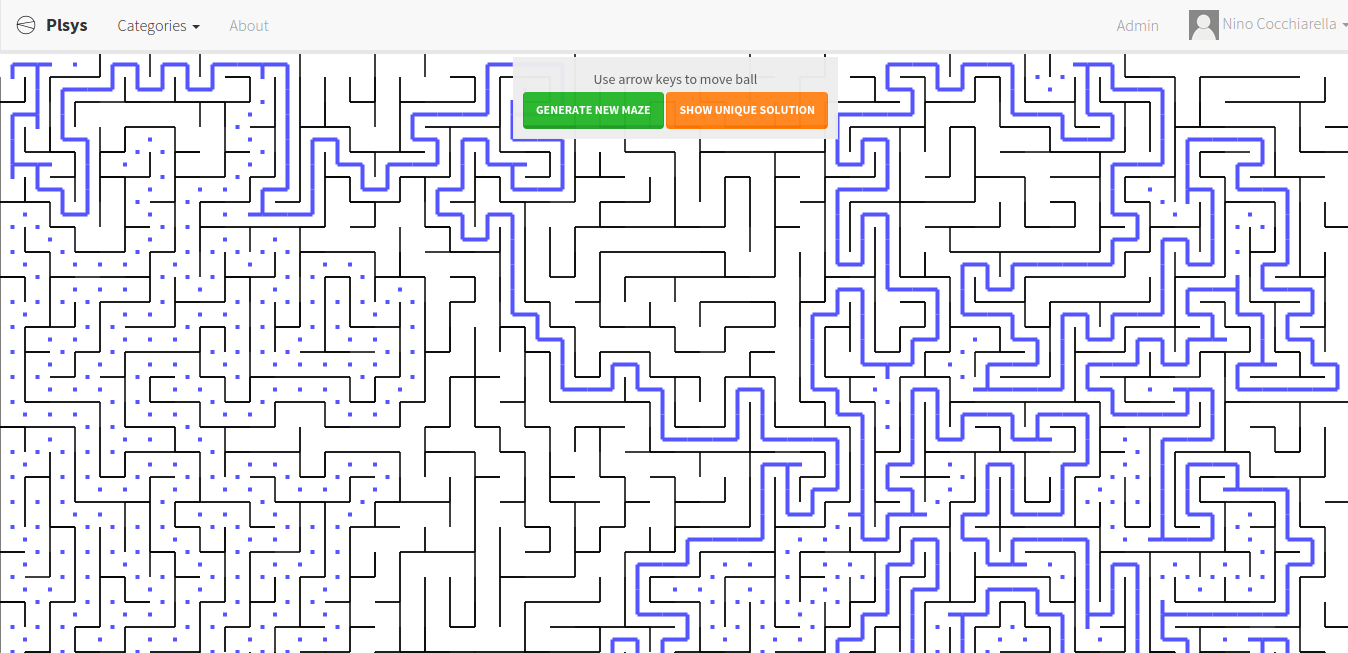 Plsys
Categories
About
Admin
Nino Cocchiarella
Use arrow keys to move ball
GENERATE NEW MAZE
SHOW UNIQUE SOLUTION